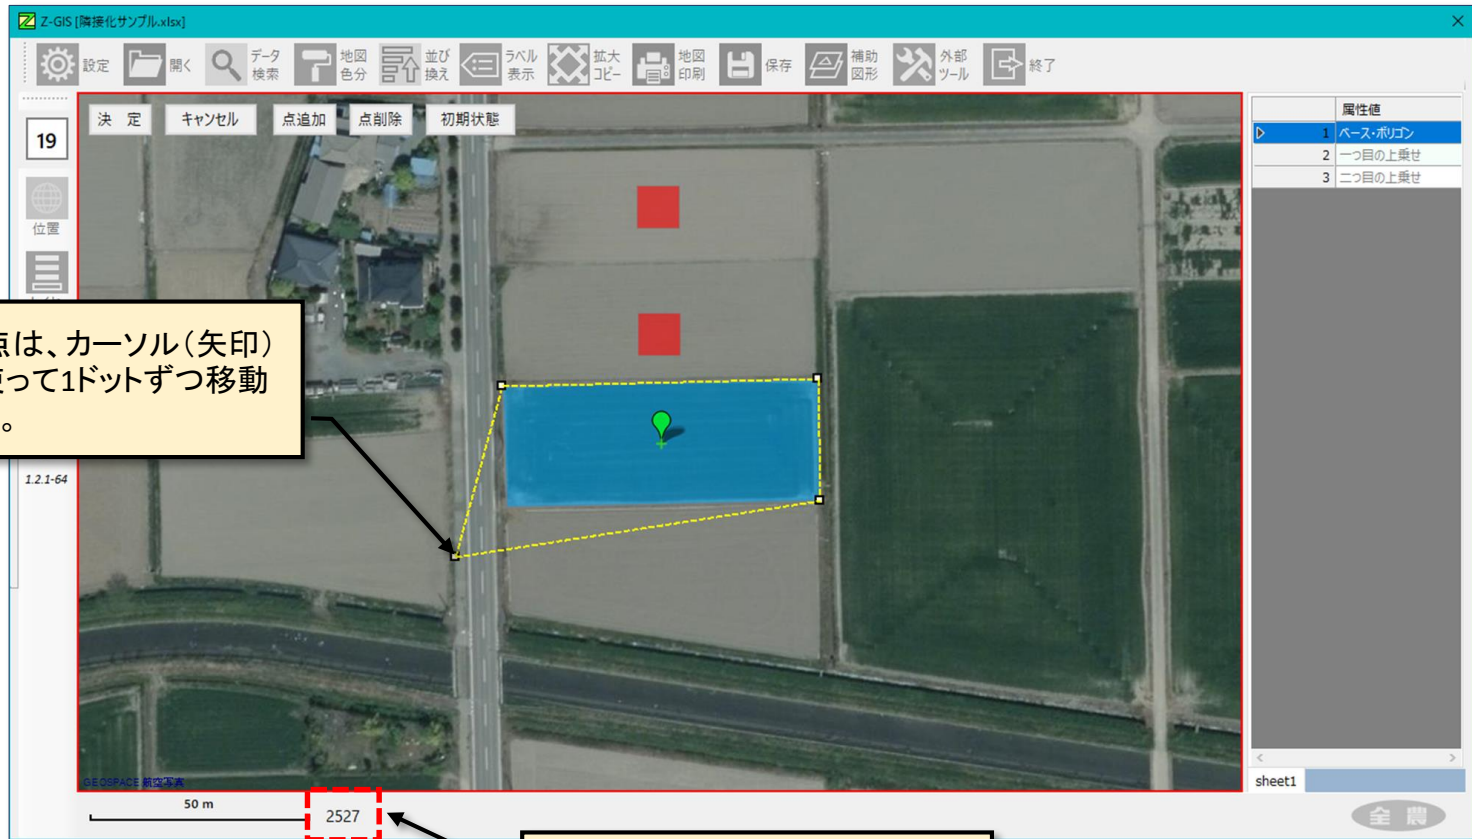 Z-GIS [隣接化サンプル.xlsx]
設定
開く
データ
検索
地図
色分
並び
換え
ラベル
表示
拡大
コピー
地図
印刷
保存
補助
図形
外部
ツール
終了
19
位置
1.2.1-64
決 定
キャンセル
点追加
点削除
初期状態
点は、カーソル（矢印）
使って1ドットずつ移動
。
GEOSPACE 航空写真
50 m
2527
属性値
1 ベース・ポリゴン
2 一つ目の上乗せ
3 二つ目の上乗せ
sheet1
全農